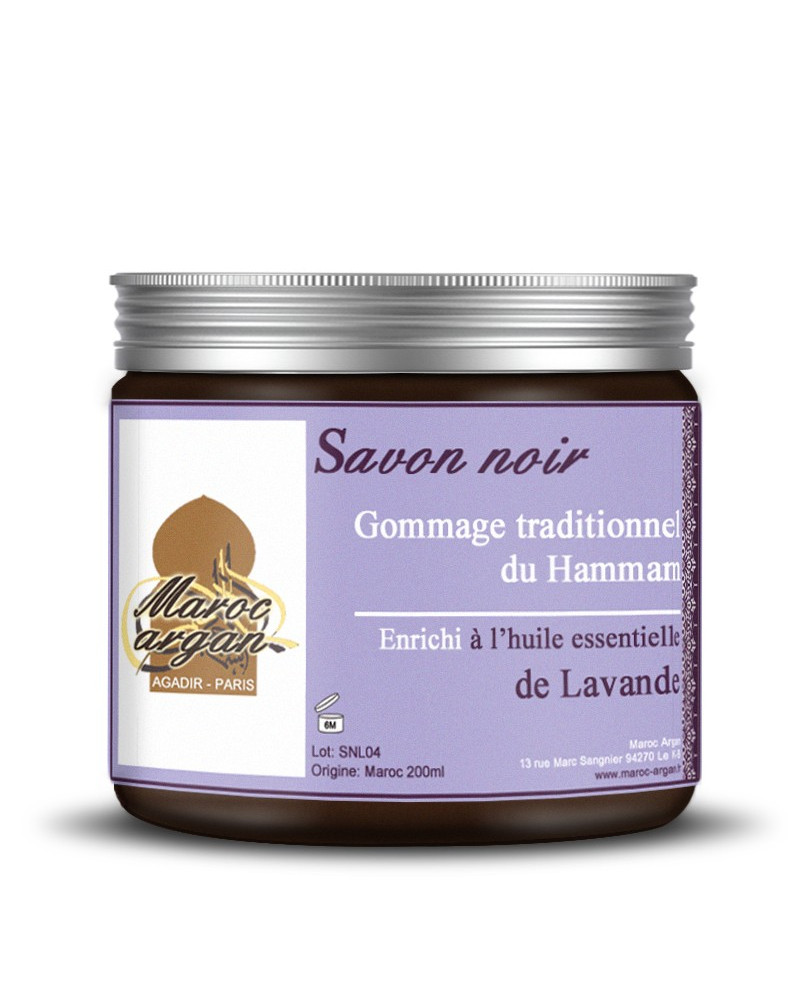 Maroc
argan
AGADIR - PARIS
Savon noir
Gommage traditionnel
du Hammam
Enrichi à l'huile essentielle
de Lavande
6M
Lot: SNL04
Origine: Maroc 200ml
Maroc
13 rue Marc Sangnier 94270 Le
www.maroc-argan.